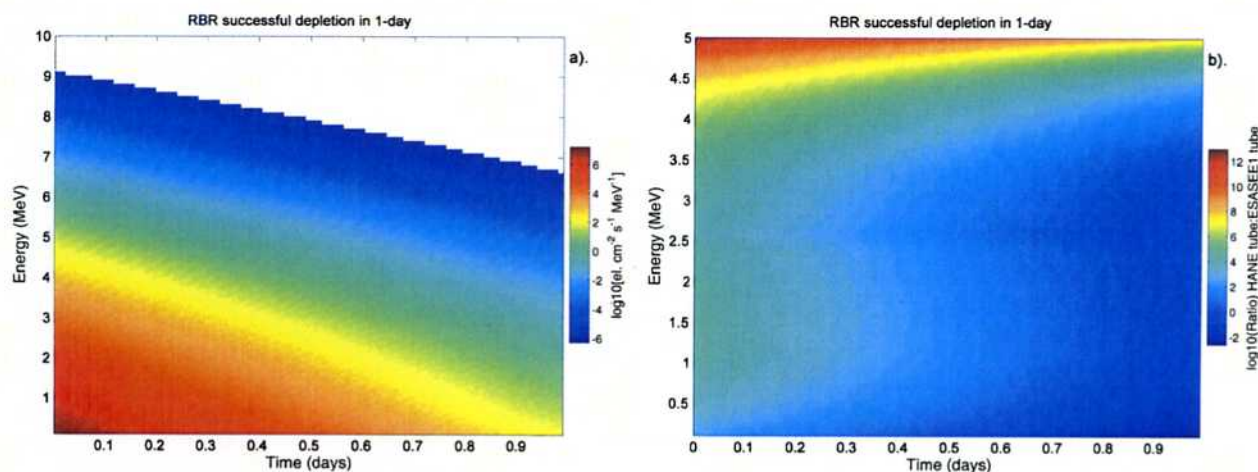 RBR successful depletion in 1-day
a).
10
9
8
7
6
5
4
3
2
1
Energy (MeV)
0.1 0.2 0.3 0.4 0.5 0.6 0.7 0.8 0.9
Time (days)
6
4
2
0
-2
-4
-6
log10[el. cm-2 s-1 MeV-1]
RBR successful depletion in 1-day
b).
5
4.5
4
3.5
3
2.5
2
1.5
1
0.5
Energy (MeV)
0 0.1 0.2 0.3 0.4 0.5 0.6 0.7 0.8 0.9
Time (days)
12
10
8
6
4
2
0
-2
log10(Ratio) HANE tube:ESASEE1 tube